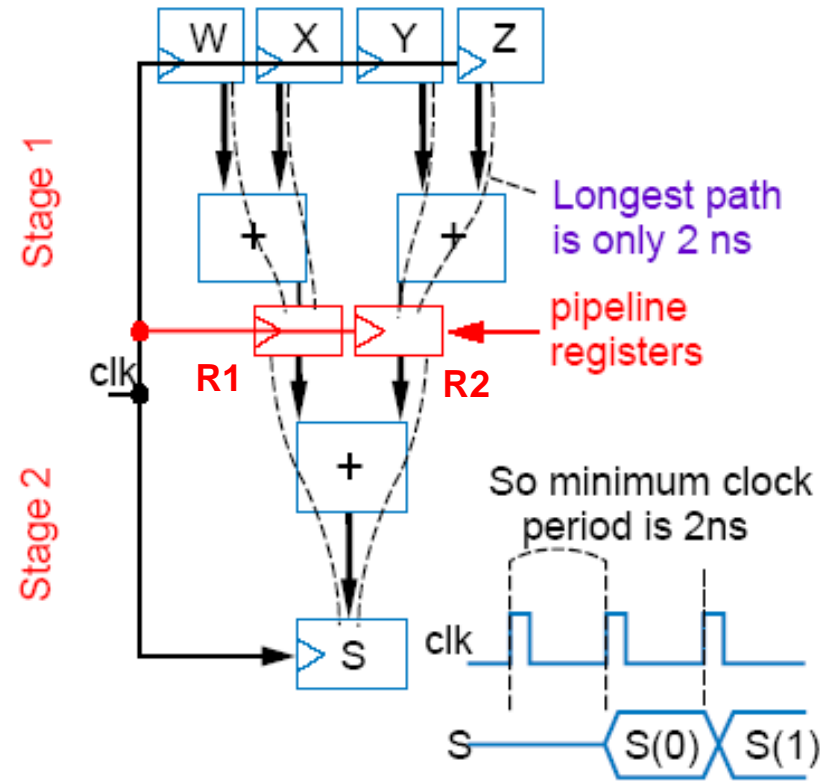 W X Y Z
Stage 1
Longest path
is only 2 ns
+ +
pipeline
registers
R1 R2
clk
+
Stage 2
So minimum clock
period is 2ns
S
clk
S S(0) S(1)